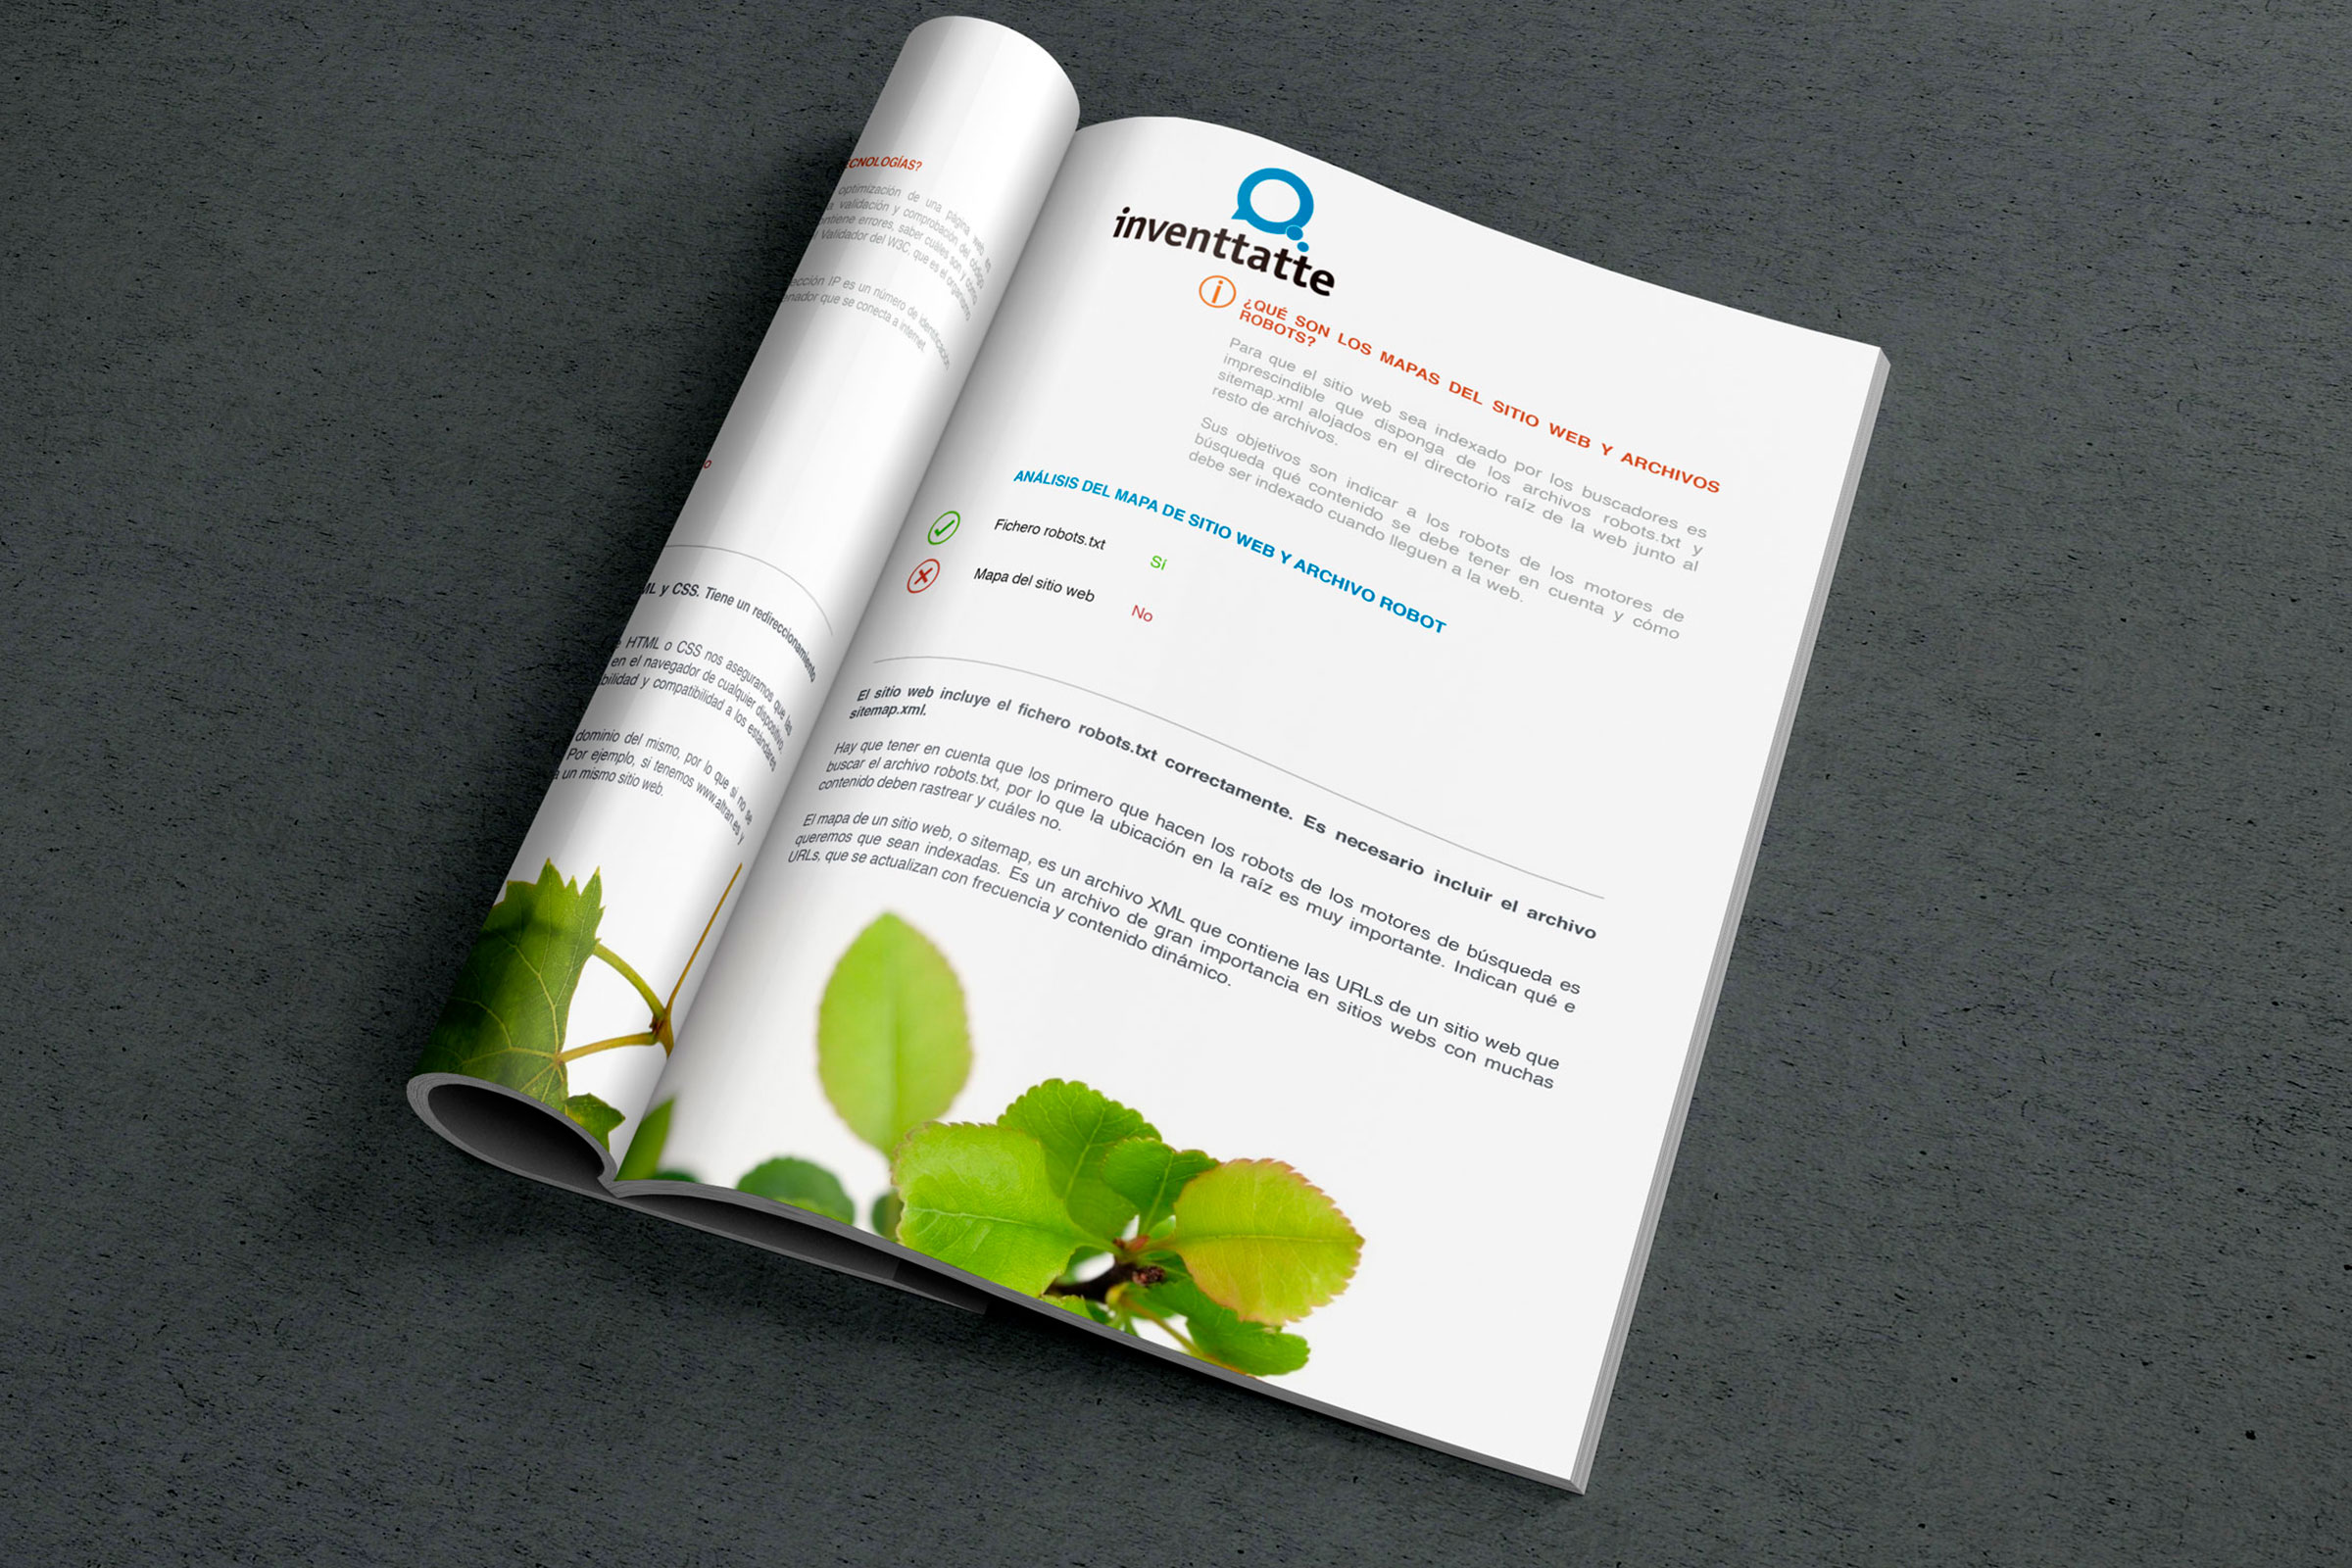 ECNOLOGÍAS?
optimización de una página web es
validación y comprobación del código
ntiene errores, saber cuáles son y cómo
Validador del W3C, que es el organismo
ección IP es un número de identificación
enador que se conecta a internet.
o
ML y CSS. Tiene un redireccionamiento
e HTML o CSS nos aseguramos que las
en el navegador de cualquier dispositivo,
bilidad y compatibilidad a los estándares
dominio del mismo, por lo que si no se
Por ejemplo, si tenemos www.altran.es y
a un mismo sitio web.
inventtatte
i
¿QUÉ SON LOS MAPAS DEL SITIO WEB Y ARCHIVOS
ROBOTS?
Para que el sitio web sea indexado por los buscadores es
imprescindible que disponga de los archivos robots.txt y
sitemap.xml alojados en el directorio raíz de la web junto al
resto de archivos.
Sus objetivos son indicar a los robots de los motores de
búsqueda qué contenido se debe tener en cuenta y cómo
debe ser indexado cuando lleguen a la web.
ANÁLISIS DEL MAPA DE SITIO WEB Y ARCHIVO ROBOT
Fichero robots.txt Sí
Mapa del sitio web No
El sitio web incluye el fichero robots.txt correctamente. Es necesario incluir el archivo
sitemap.xml.
Hay que tener en cuenta que los primero que hacen los robots de los motores de búsqueda es
buscar el archivo robots.txt, por lo que la ubicación en la raíz es muy importante. Indican qué e
contenido deben rastrear y cuáles no.
El mapa de un sitio web, o sitemap, es un archivo XML que contiene las URLs de un sitio web que
queremos que sean indexadas. Es un archivo de gran importancia en sitios webs con muchas
URLs, que se actualizan con frecuencia y contenido dinámico.